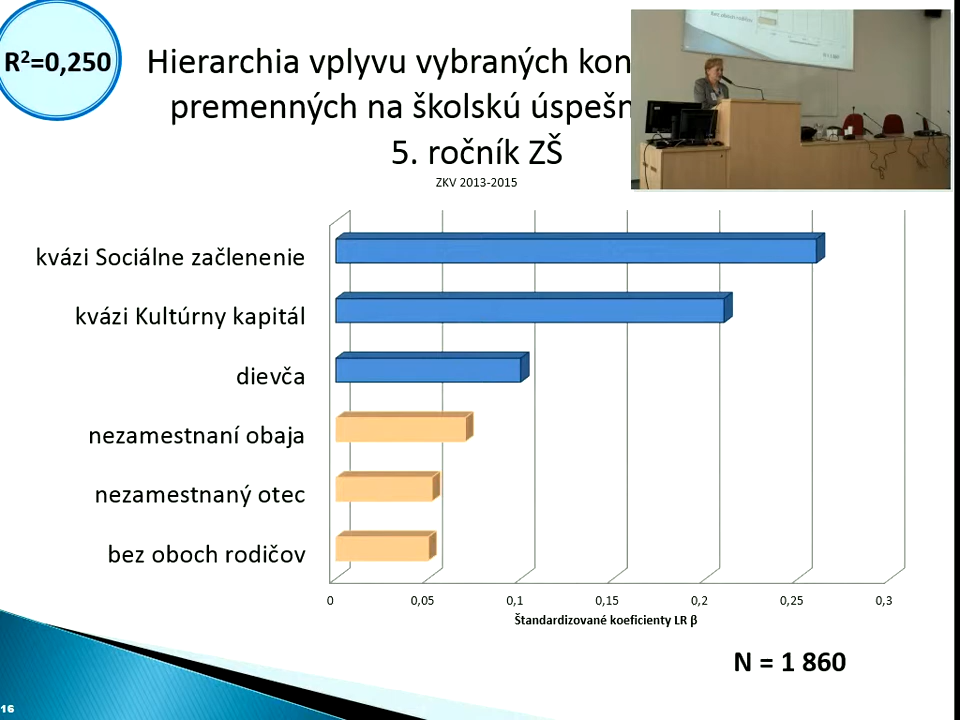 R²=0,250
Hierarchia vplyvu vybraných
premenných na školskú
5. ročník ZŠ
ZKV 2013-2015
kvázi Sociálne začlenenie
kvázi Kultúrny kapitál
dievča
nezamestnaní obaja
nezamestnaný otec
bez oboch rodičov
0 0,05 0,1 0,15 0,2 0,25 0,3
Štandardizované koeficienty LR β
N = 1 860
16